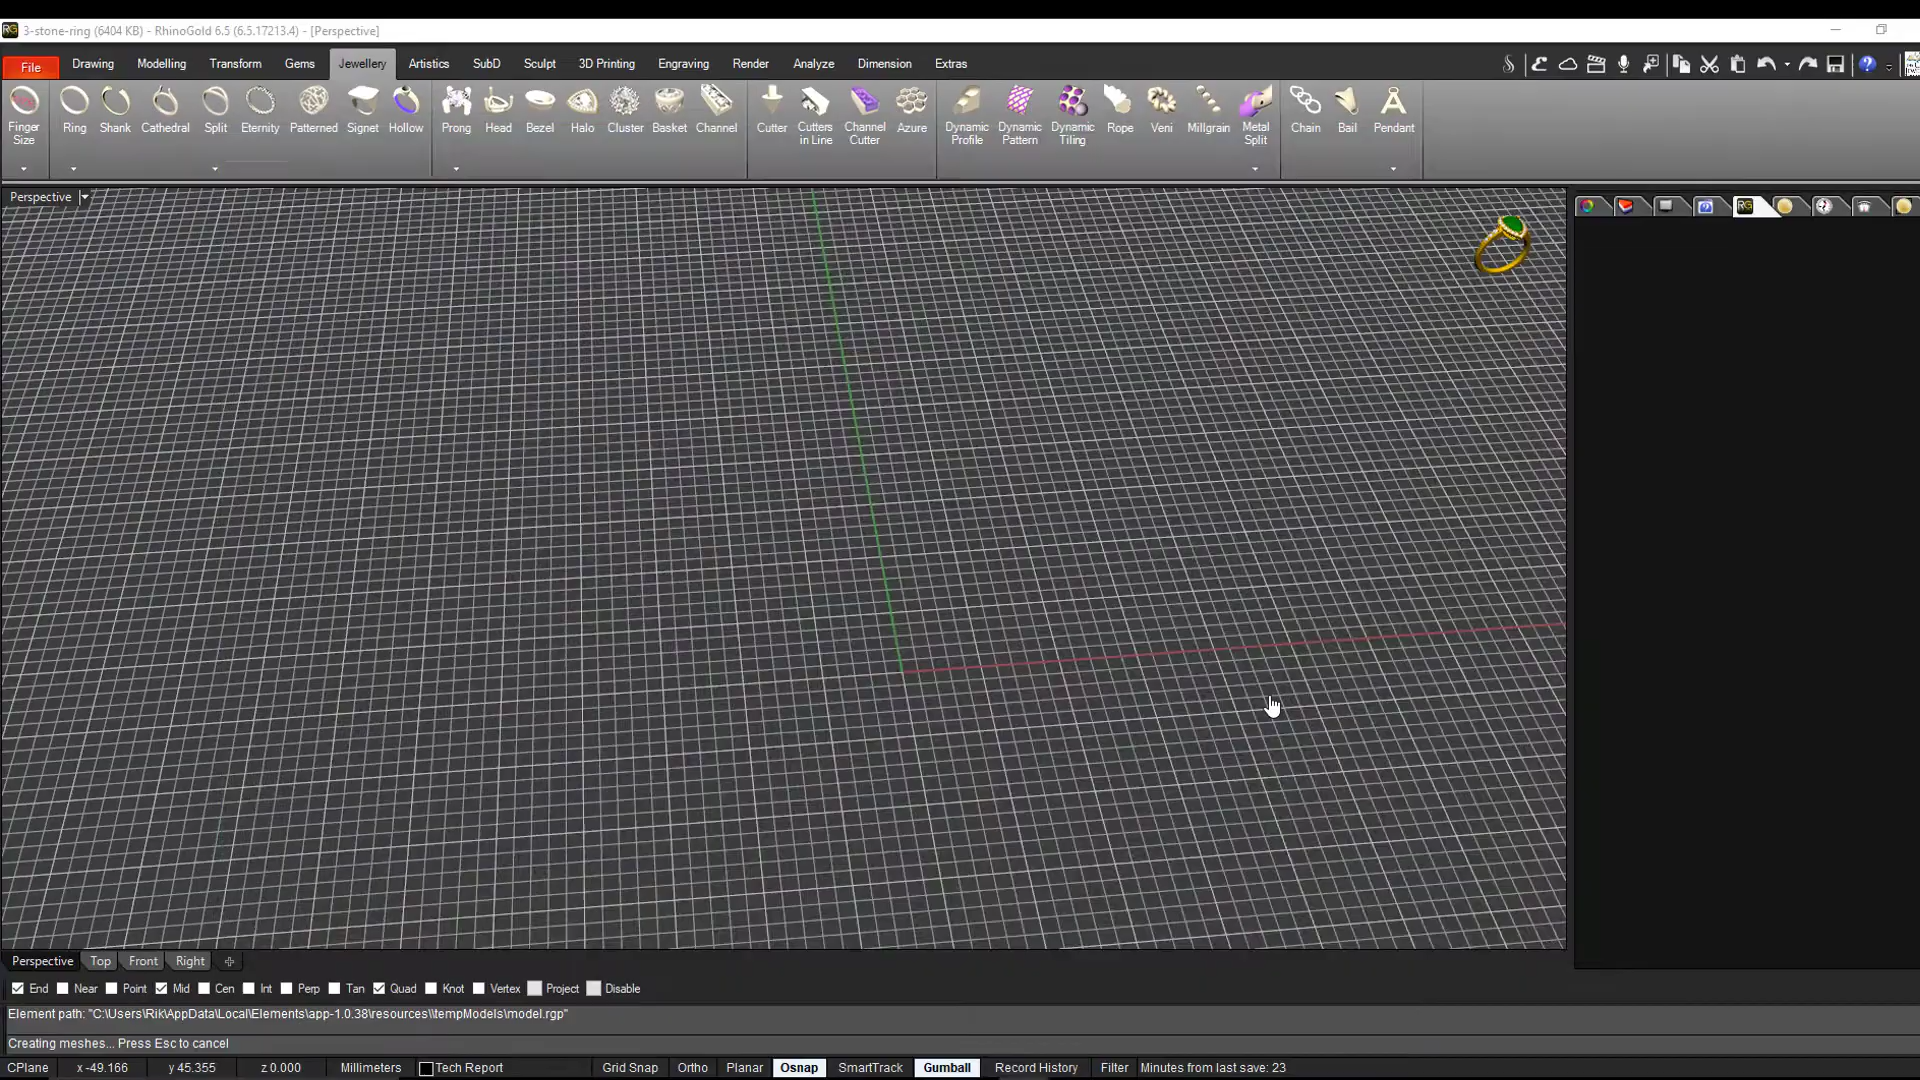 3-stone-ring (6404 KB) - RhinoGold 6.5 (6.5.17213.4) - [Perspective]
File Drawing Modelling Transform Gems Jewellery Artistics SubD Sculpt 3D Printing Engraving Render Analyze Dimension Extras
Finger Size Ring Shank Cathedral Split Eternity Patterned Signet Hollow Prong Head Bezel Halo Cluster Basket Channel Cutter Cutters in Line Channel Cutter Azure Dynamic Profile Dynamic Pattern Dynamic Tiling Rope Veni Millgrain Metal Split Chain Bail Pendant
Perspective
RG
Perspective Top Front Right
End Near Point Mid Cen Int Perp Tan Quad Knot Vertex Project Disable
Element path: "C:\Users\Rik\AppData\Local\Elements\app-1.0.38\resources\\tempModels\model.rgp"
Creating meshes... Press Esc to cancel
CPlane x -49.166 y 45.355 z 0.000 Millimeters Tech Report Grid Snap Ortho Planar Osnap SmartTrack Gumball Record History Filter Minutes from last save: 23